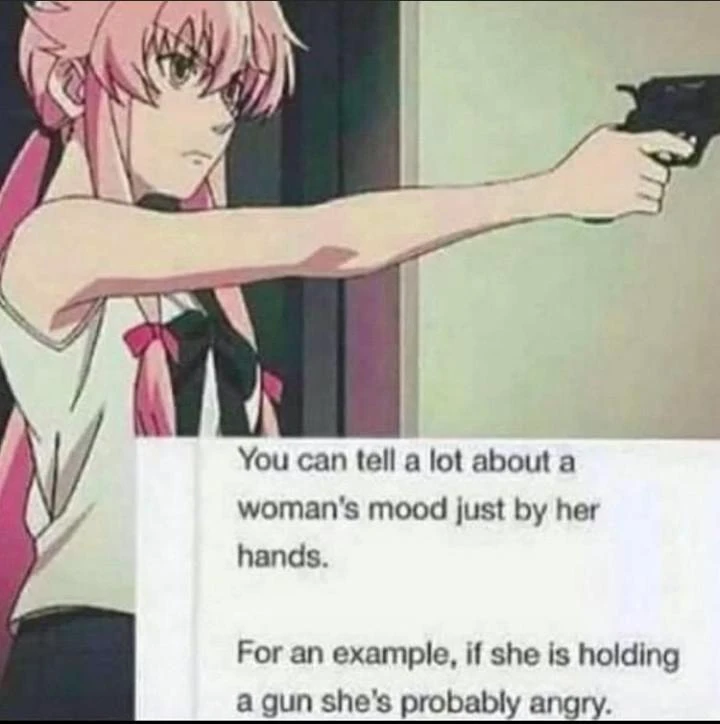 You can tell a lot about a
woman's mood just by her
hands.
For an example, if she is holding
a gun she's probably angry.